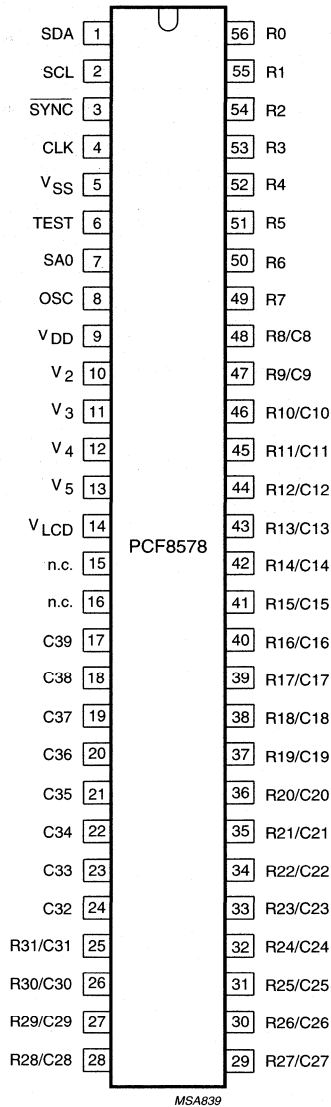 SDA 1 56 R0
SCL 2 55 R1
SYNC 3 54 R2
CLK 4 53 R3
VSS 5 52 R4
TEST 6 51 R5
SA0 7 50 R6
OSC 8 49 R7
VDD 9 48 R8/C8
V2 10 47 R9/C9
V3 11 46 R10/C10
V4 12 45 R11/C11
V5 13 44 R12/C12
VLCD 14 43 R13/C13
PCF8578
n.c. 15 42 R14/C14
n.c. 16 41 R15/C15
C39 17 40 R16/C16
C38 18 39 R17/C17
C37 19 38 R18/C18
C36 20 37 R19/C19
C35 21 36 R20/C20
C34 22 35 R21/C21
C33 23 34 R22/C22
C32 24 33 R23/C23
R31/C31 25 32 R24/C24
R30/C30 26 31 R25/C25
R29/C29 27 30 R26/C26
R28/C28 28 29 R27/C27
MSA839